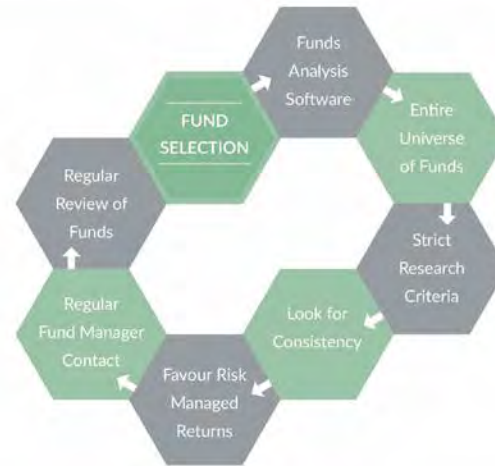 FUND
SELECTION
Funds
Analysis
Software
Entire
Universe
of Funds
Strict
Research
Criteria
Look for
Consistency
Favour Risk
Managed
Returns
Regular
Fund Manager
Contact
Regular
Review of
Funds